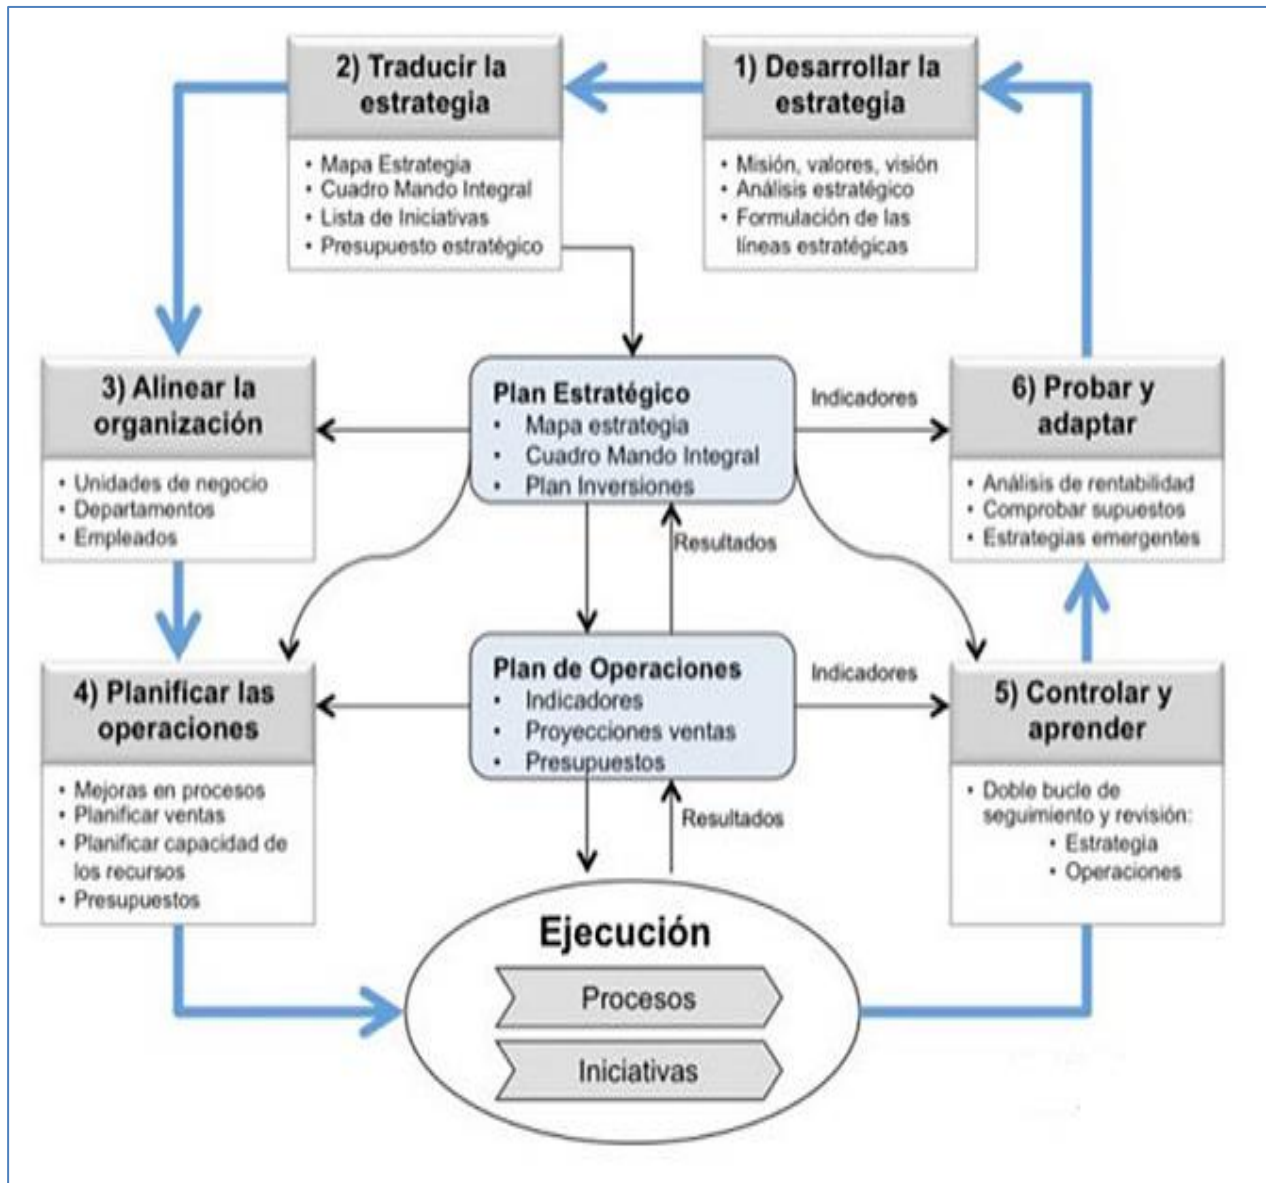 2) Traducir la
estrategia
• Mapa Estrategia
• Cuadro Mando Integral
• Lista de Iniciativas
• Presupuesto estratégico
1) Desarrollar la
estrategia
• Misión, valores, visión
• Análisis estratégico
• Formulación de las
líneas estratégicas
3) Alinear la
organización
• Unidades de negocio
• Departamentos
• Empleados
Plan Estratégico
• Mapa estrategia
• Cuadro Mando Integral
• Plan Inversiones
Indicadores
6) Probar y
adaptar
• Análisis de rentabilidad
• Comprobar supuestos
• Estrategias emergentes
Resultados
4) Planificar las
operaciones
• Mejoras en procesos
• Planificar ventas
• Planificar capacidad de
los recursos
• Presupuestos
Plan de Operaciones
• Indicadores
• Proyecciones ventas
• Presupuestos
Indicadores
5) Controlar y
aprender
• Doble bucle de
seguimiento y revisión:
• Estrategia
• Operaciones
Resultados
Ejecución
Procesos
Iniciativas